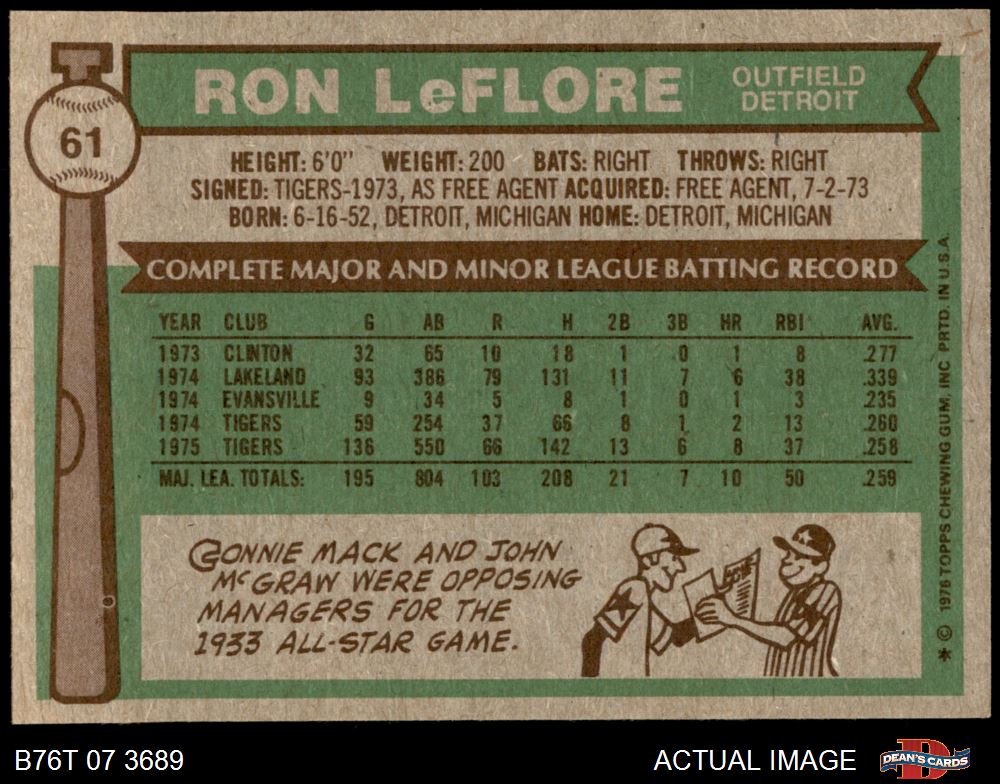 61
RON LeFLORE
OUTFIELD
DETROIT
HEIGHT: 6'0" WEIGHT: 200 BATS: RIGHT THROWS: RIGHT
SIGNED: TIGERS-1973, AS FREE AGENT ACQUIRED: FREE AGENT, 7-2-73
BORN: 6-16-52, DETROIT, MICHIGAN HOME: DETROIT, MICHIGAN
COMPLETE MAJOR AND MINOR LEAGUE BATTING RECORD
YEAR CLUB G AB R H 2B 3B HR RBI AVG.
1973 CLINTON 32 65 10 18 1 0 1 8 .277
1974 LAKELAND 93 386 79 131 11 7 6 38 .339
1974 EVANSVILLE 9 34 5 8 1 0 1 3 .235
1974 TIGERS 59 254 37 66 8 1 2 13 .260
1975 TIGERS 136 550 66 142 13 6 8 37 .258
MAJ. LEA. TOTALS: 195 804 103 208 21 7 10 50 .259
CONNIE MACK AND JOHN
McGRAW WERE OPPOSING
MANAGERS FOR THE
1933 ALL-STAR GAME.
* © 1976 TOPPS CHEWING GUM, INC PRTD. IN U.S.A.
B76T 07 3689
ACTUAL IMAGE
DEAN'S CARDS